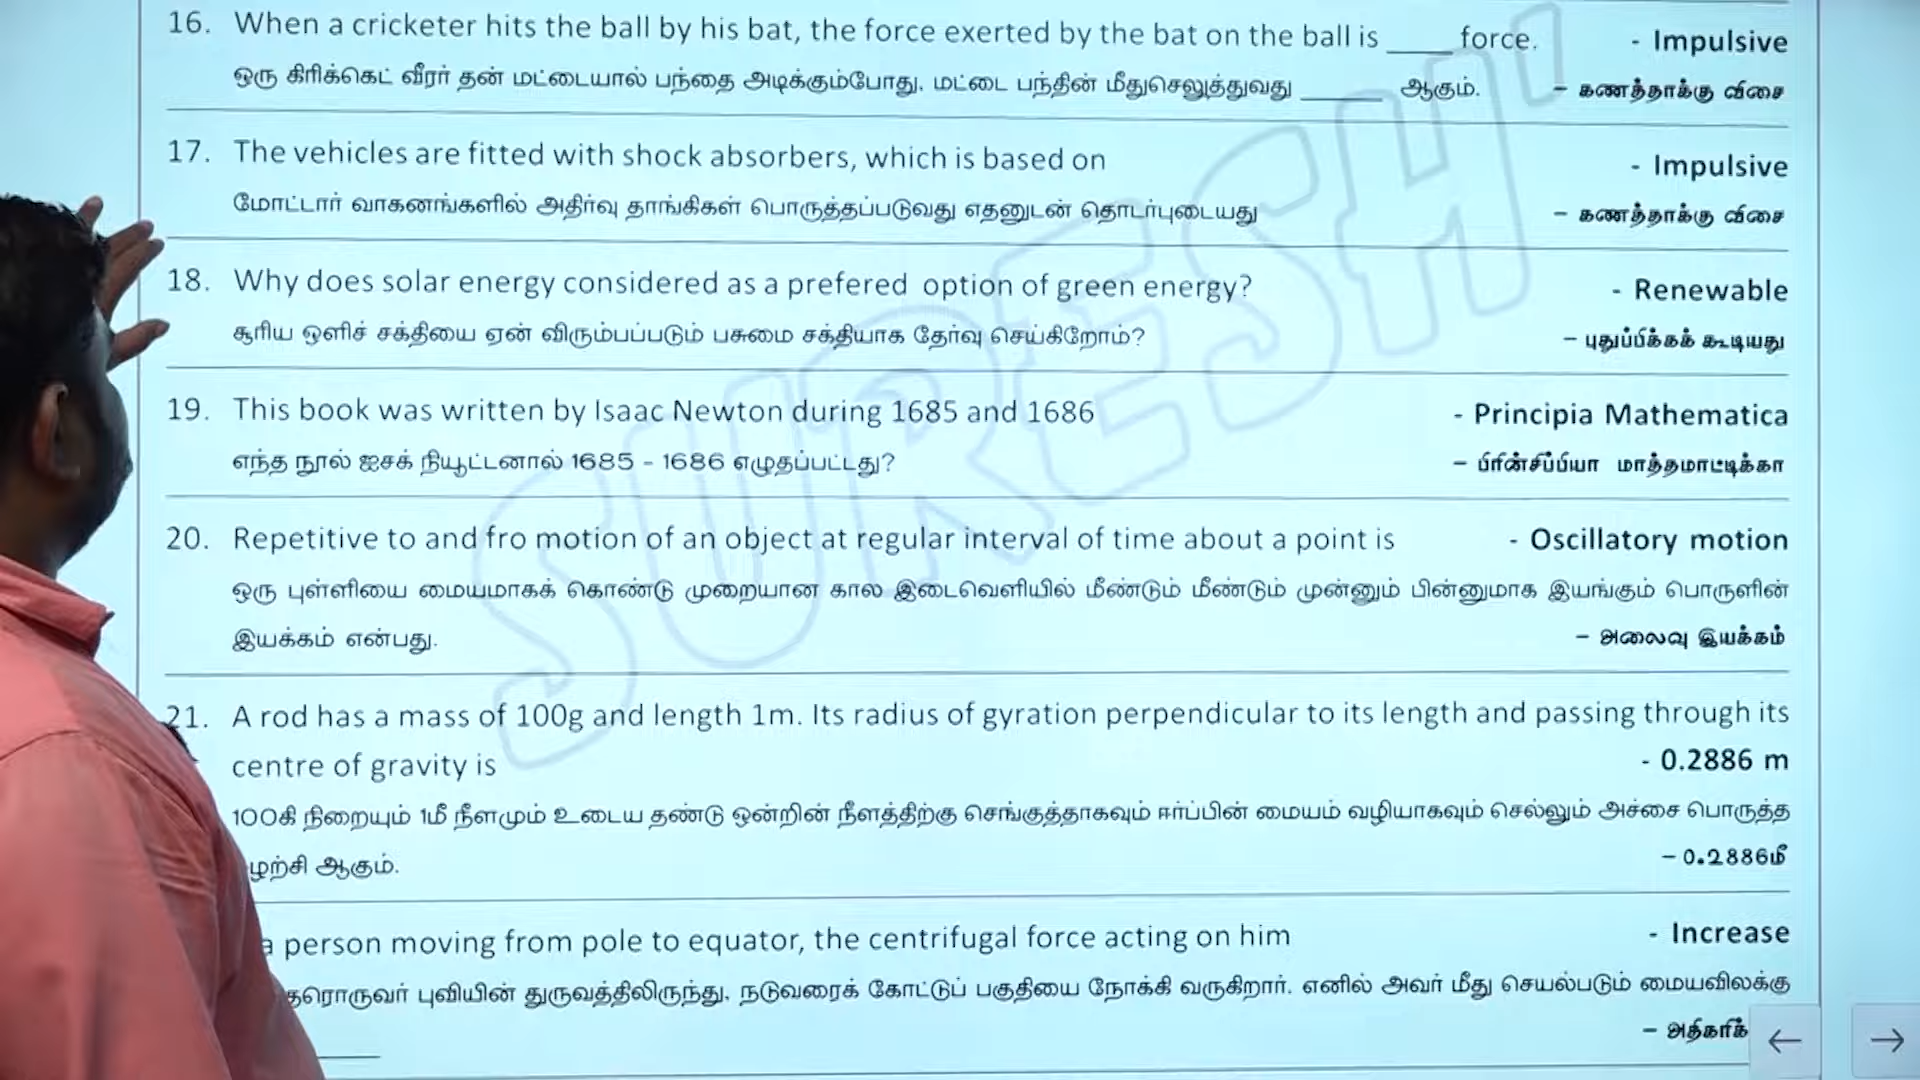 16. When a cricketer hits the ball by his bat, the force exerted by the bat on the ball is ____ force. - Impulsive
ஒரு கிரிக்கெட் வீரர் தன் மட்டையால் பந்தை அடிக்கும்போது, மட்டை பந்தின் மீதுசெலுத்துவது ______ ஆகும். – கணத்தாக்கு விசை
17. The vehicles are fitted with shock absorbers, which is based on - Impulsive
மோட்டார் வாகனங்களில் அதிர்வு தாங்கிகள் பொருத்தப்படுவது எதனுடன் தொடர்புடையது – கணத்தாக்கு விசை
18. Why does solar energy considered as a prefered option of green energy? - Renewable
சூரிய ஒளிச் சக்தியை ஏன் விரும்பப்படும் பசுமை சக்தியாக தேர்வு செய்கிறோம்? – புதுப்பிக்கக் கூடியது
19. This book was written by Isaac Newton during 1685 and 1686 - Principia Mathematica
எந்த நூல் ஐசக் நியூட்டனால் 1685 - 1686 எழுதப்பட்டது? – பிரின்சிப்பியா மாத்தமாட்டிக்கா
20. Repetitive to and fro motion of an object at regular interval of time about a point is - Oscillatory motion
ஒரு புள்ளியை மையமாகக் கொண்டு முறையான கால இடைவெளியில் மீண்டும் மீண்டும் முன்னும் பின்னுமாக இயங்கும் பொருளின்
இயக்கம் என்பது. – அலைவு இயக்கம்
21. A rod has a mass of 100g and length 1m. Its radius of gyration perpendicular to its length and passing through its
centre of gravity is - 0.2886 m
100கி நிறையும் 1மீ நீளமும் உடைய தண்டு ஒன்றின் நீளத்திற்கு செங்குத்தாகவும் ஈர்ப்பின் மையம் வழியாகவும் செல்லும் அச்சை பொருத்த
ழற்சி ஆகும். – 0.2886மீ
a person moving from pole to equator, the centrifugal force acting on him - Increase
தரொருவர் புவியின் துருவத்திலிருந்து, நடுவரைக் கோட்டுப் பகுதியை நோக்கி வருகிறார். எனில் அவர் மீது செயல்படும் மையவிலக்கு
– அதிகரிக்
SURESH'